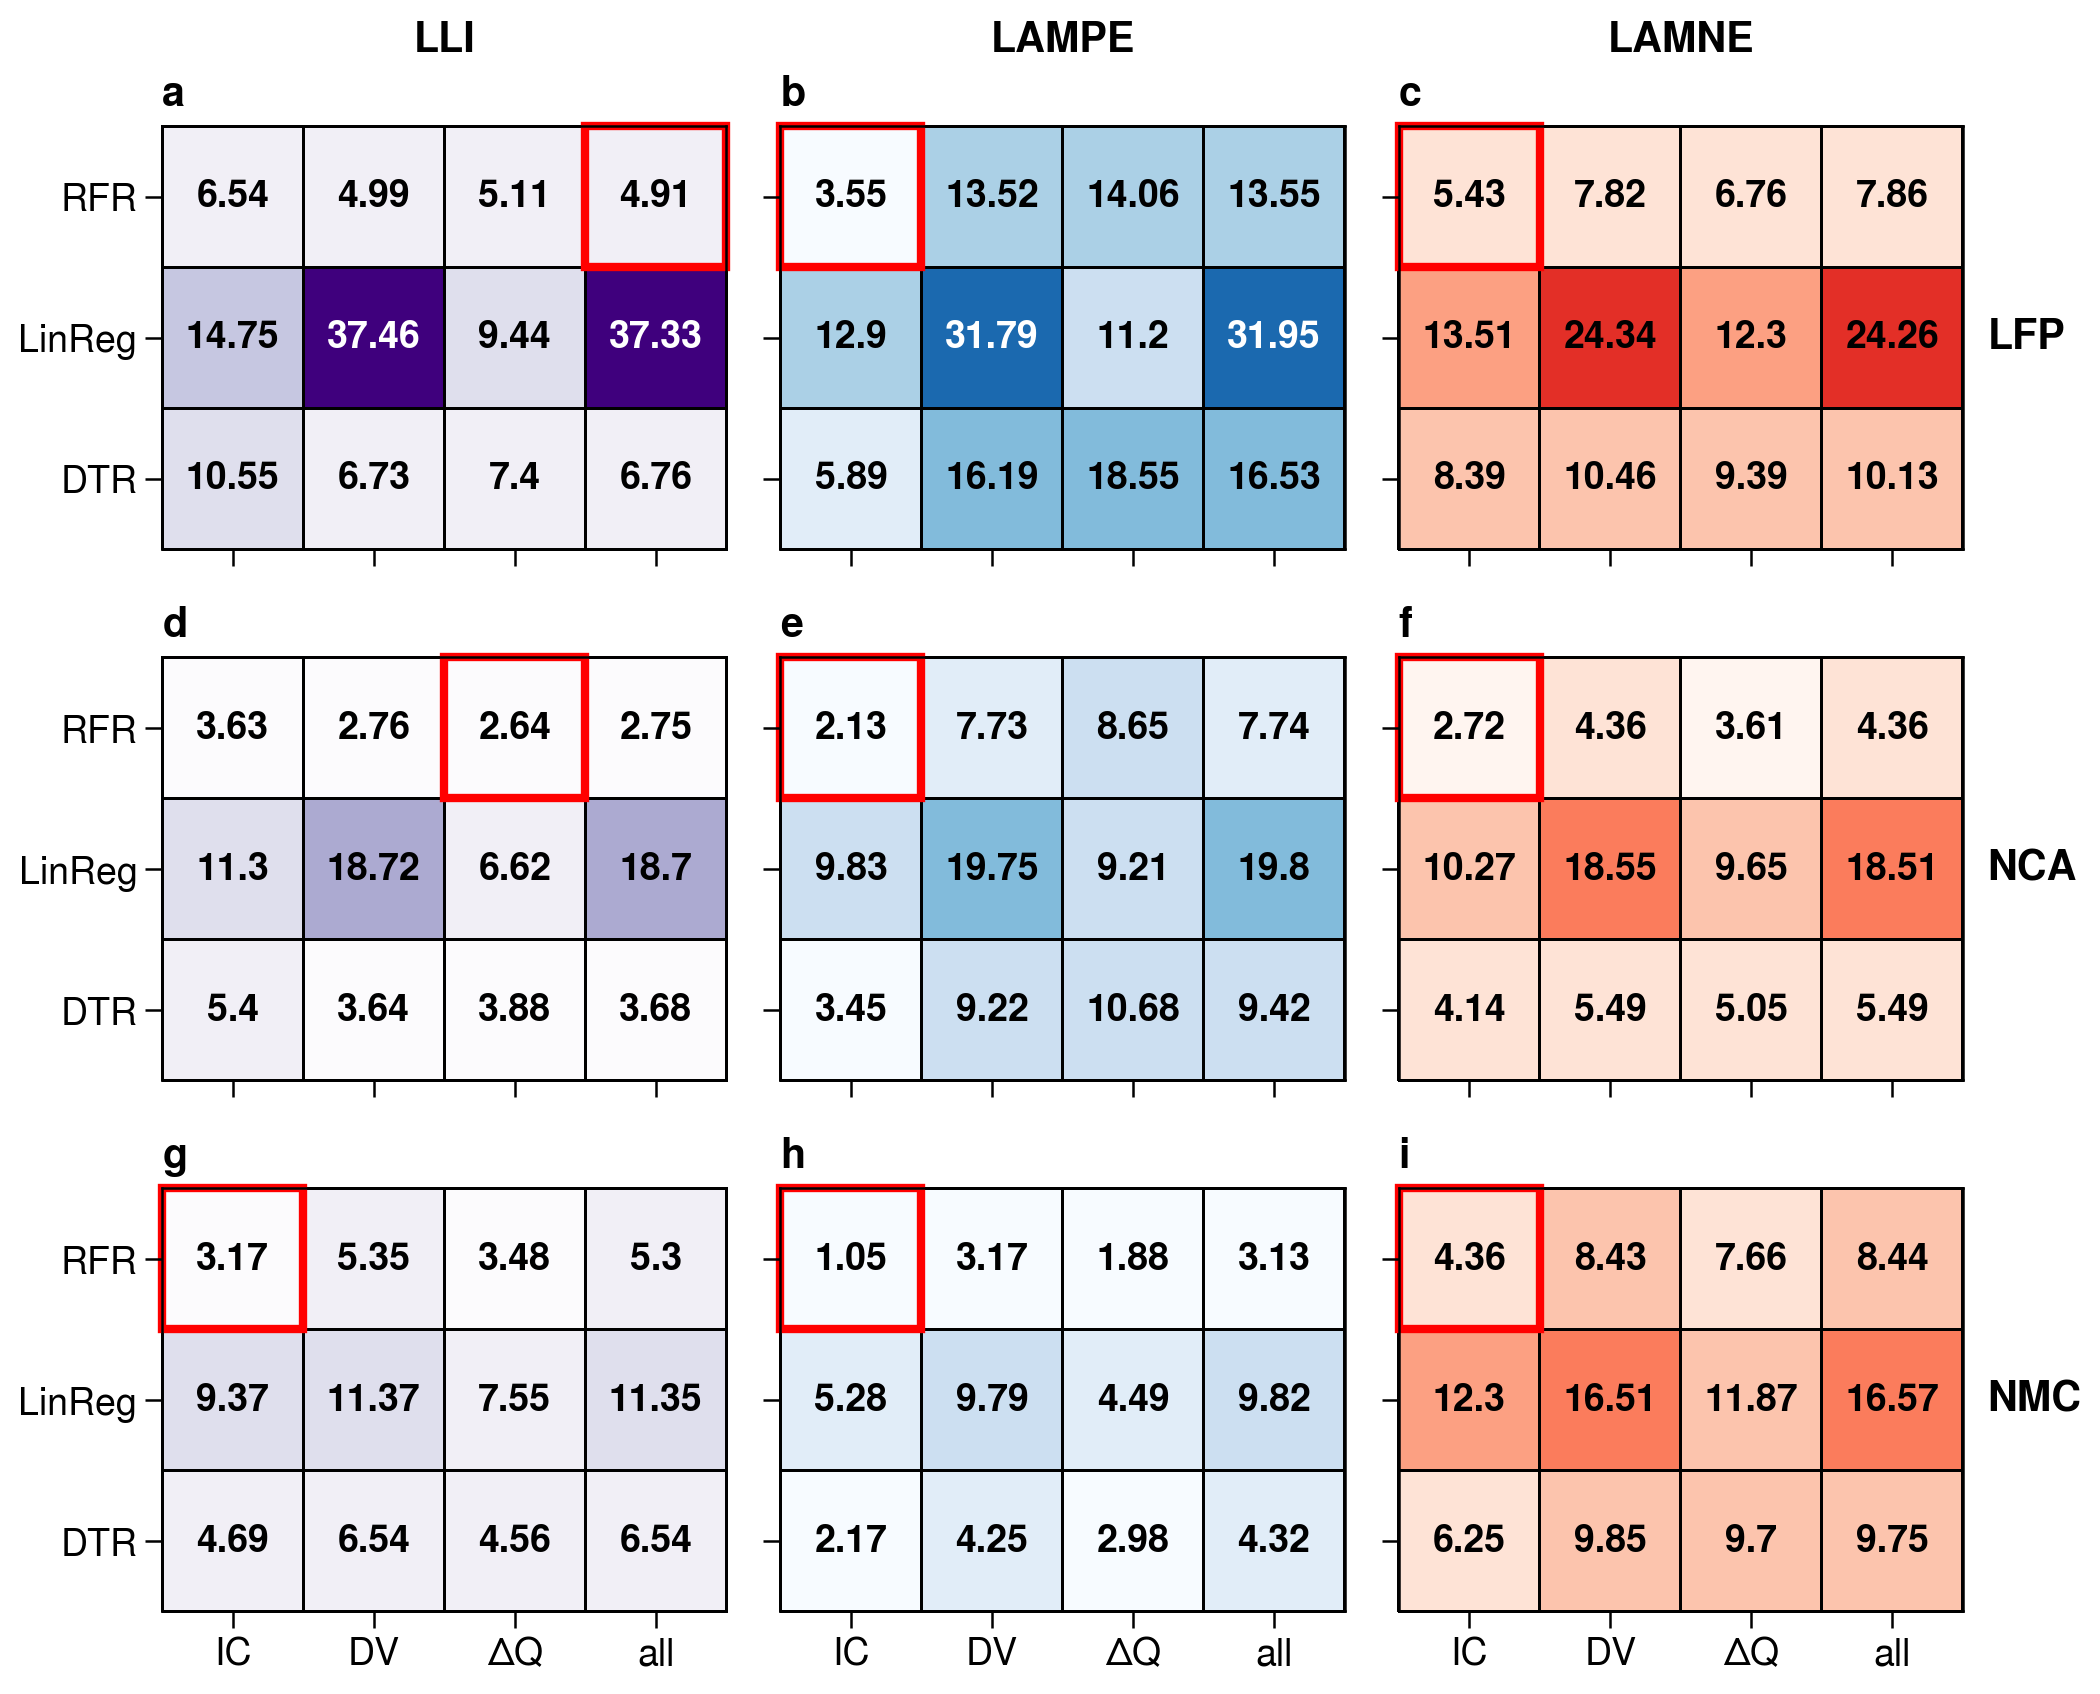 LLI LAMPE LAMNE
a b c
RFR 6.54 4.99 5.11 4.91 3.55 13.52 14.06 13.55 5.43 7.82 6.76 7.86
LinReg 14.75 37.46 9.44 37.33 12.9 31.79 11.2 31.95 13.51 24.34 12.3 24.26 LFP
DTR 10.55 6.73 7.4 6.76 5.89 16.19 18.55 16.53 8.39 10.46 9.39 10.13
d e f
RFR 3.63 2.76 2.64 2.75 2.13 7.73 8.65 7.74 2.72 4.36 3.61 4.36
LinReg 11.3 18.72 6.62 18.7 9.83 19.75 9.21 19.8 10.27 18.55 9.65 18.51 NCA
DTR 5.4 3.64 3.88 3.68 3.45 9.22 10.68 9.42 4.14 5.49 5.05 5.49
g h i
RFR 3.17 5.35 3.48 5.3 1.05 3.17 1.88 3.13 4.36 8.43 7.66 8.44
LinReg 9.37 11.37 7.55 11.35 5.28 9.79 4.49 9.82 12.3 16.51 11.87 16.57 NMC
DTR 4.69 6.54 4.56 6.54 2.17 4.25 2.98 4.32 6.25 9.85 9.7 9.75
IC DV ΔQ all IC DV ΔQ all IC DV ΔQ all